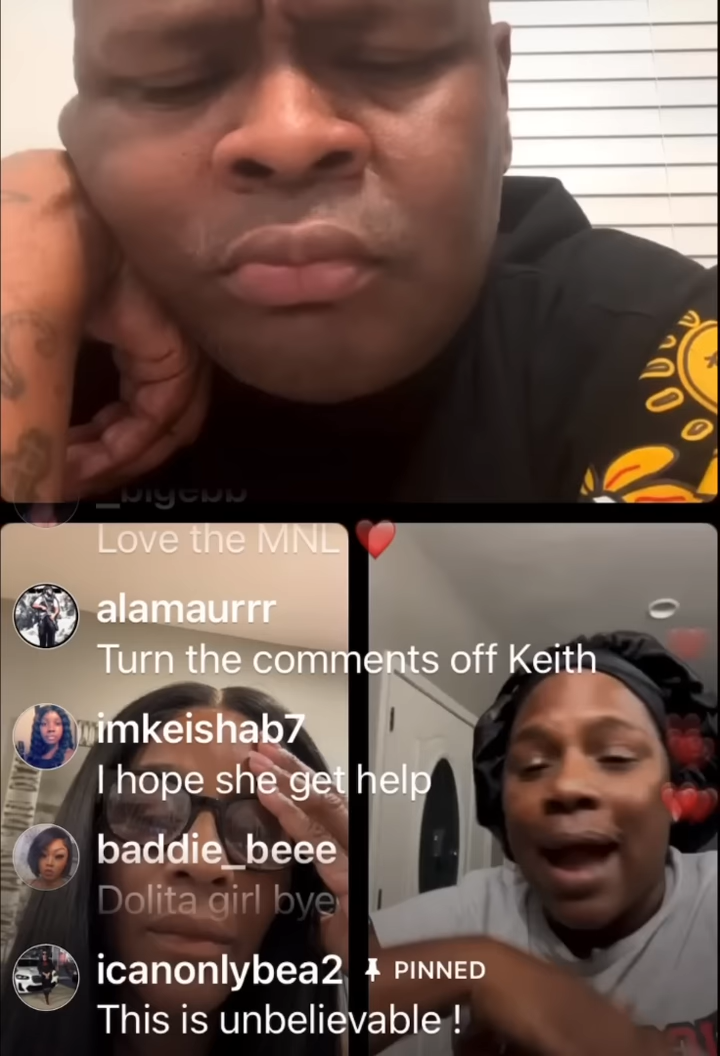 _bigebb
Love the MNL ❤️
alamaurrr
Turn the comments off Keith
imkeishab7
I hope she get help
baddie_beee
Dolita girl bye
icanonlybea2 PINNED
This is unbelievable !